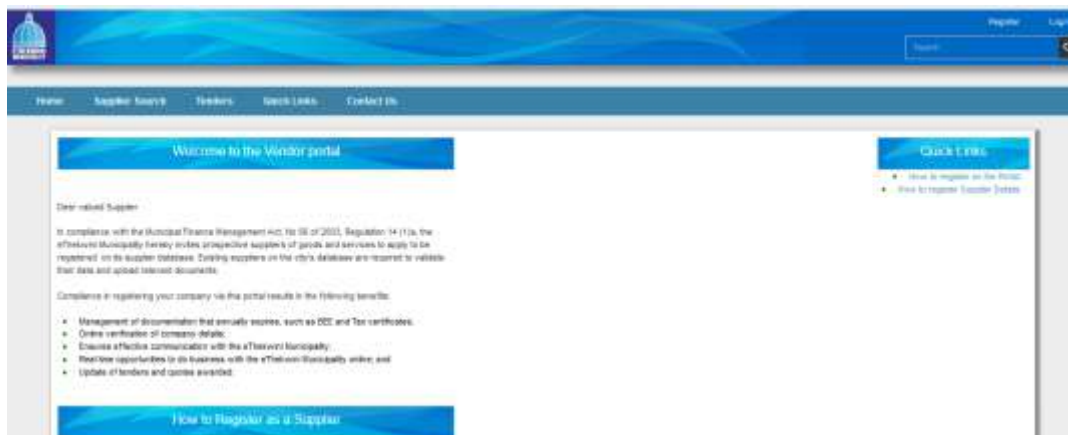 Register Login
Search
Home Supplier Search Tenders Quick Links Contact Us
Welcome to the Vendor portal
Quick Links
How to register on the Portal
How to register Supplier Details
Dear valued Supplier
In compliance with the Municipal Finance Management Act, No 56 of 2003, Regulation 14 (1)a, the
eThekwini Municipality hereby invites prospective suppliers of goods and services to apply to be
registered on its supplier database. Existing suppliers on the city's database are required to validate
their data and upload relevant documents.
Compliance in registering your company via this portal results in the following benefits:
Management of documentation that annually expires, such as BEE and Tax certificates;
Online verification of company details;
Ensures effective communication with the eThekwini Municipality;
Real time opportunities to do business with the eThekwini Municipality online; and
Update of tenders and quotes awarded.
How to Register as a Supplier